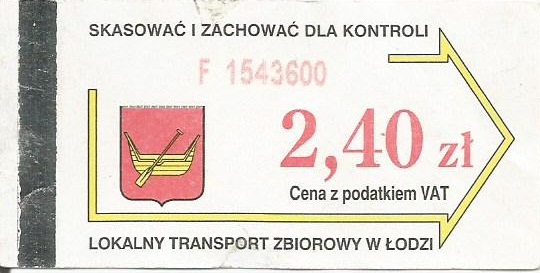 SKASOWAĆ I ZACHOWAĆ DLA KONTROLI
F 1543600
2,40 zł
Cena z podatkiem VAT
LOKALNY TRANSPORT ZBIOROWY W ŁODZI